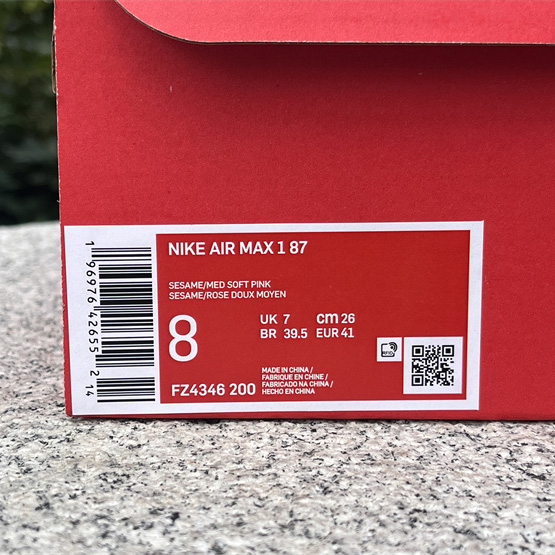 NIKE AIR MAX 1 87
SESAME/MED SOFT PINK
SESAME/ROSE DOUX MOYEN
8
UK 7 cm 26
BR 39.5 EUR 41
RFID
MADE IN CHINA /
FABRIQUE EN CHINE /
FABRICADO NA CHINA /
HECHO EN CHINA
FZ4346 200
1 96976 42655 2 14